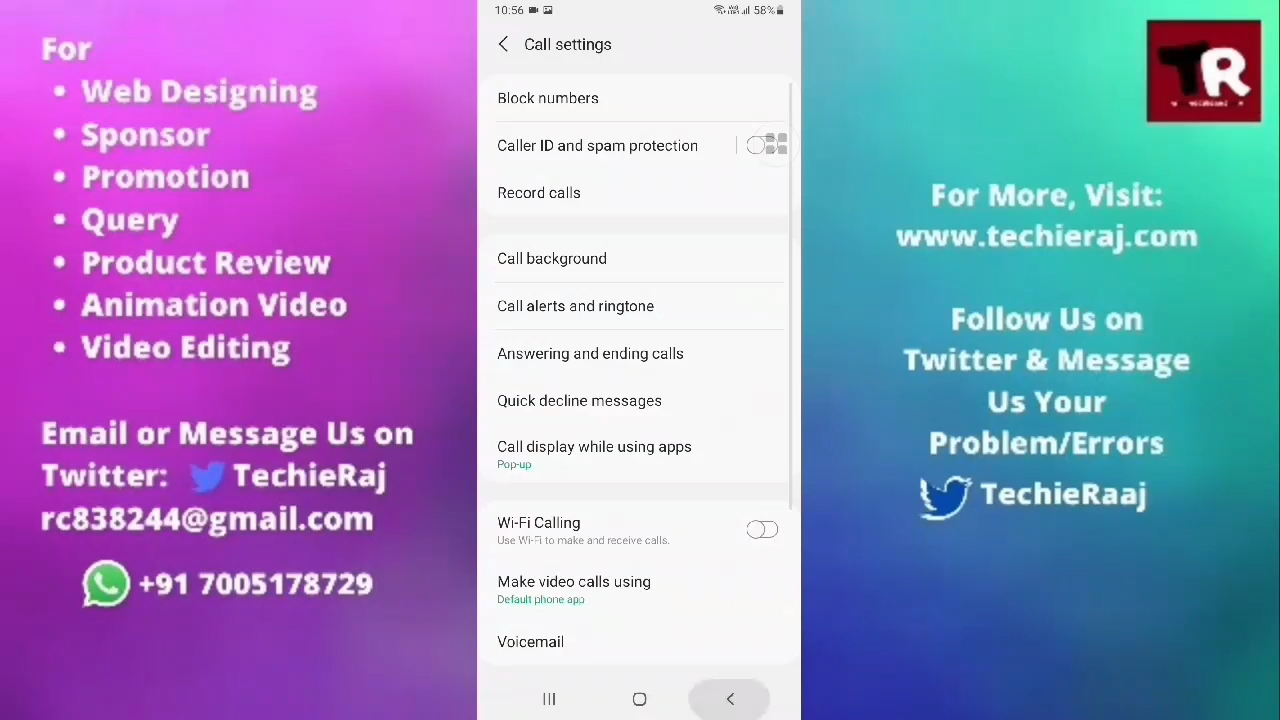 For
• Web Designing
• Sponsor
• Promotion
• Query
• Product Review
• Animation Video
• Video Editing
Email or Message Us on
Twitter: TechieRaj
rc838244@gmail.com
+91 7005178729
10:56 58%
Call settings
Block numbers
Caller ID and spam protection
Record calls
Call background
Call alerts and ringtone
Answering and ending calls
Quick decline messages
Call display while using apps
Pop-up
Wi-Fi Calling
Use Wi-Fi to make and receive calls.
Make video calls using
Default phone app
Voicemail
TR
For More, Visit:
www.techieraj.com
Follow Us on
Twitter & Message
Us Your
Problem/Errors
TechieRaaj